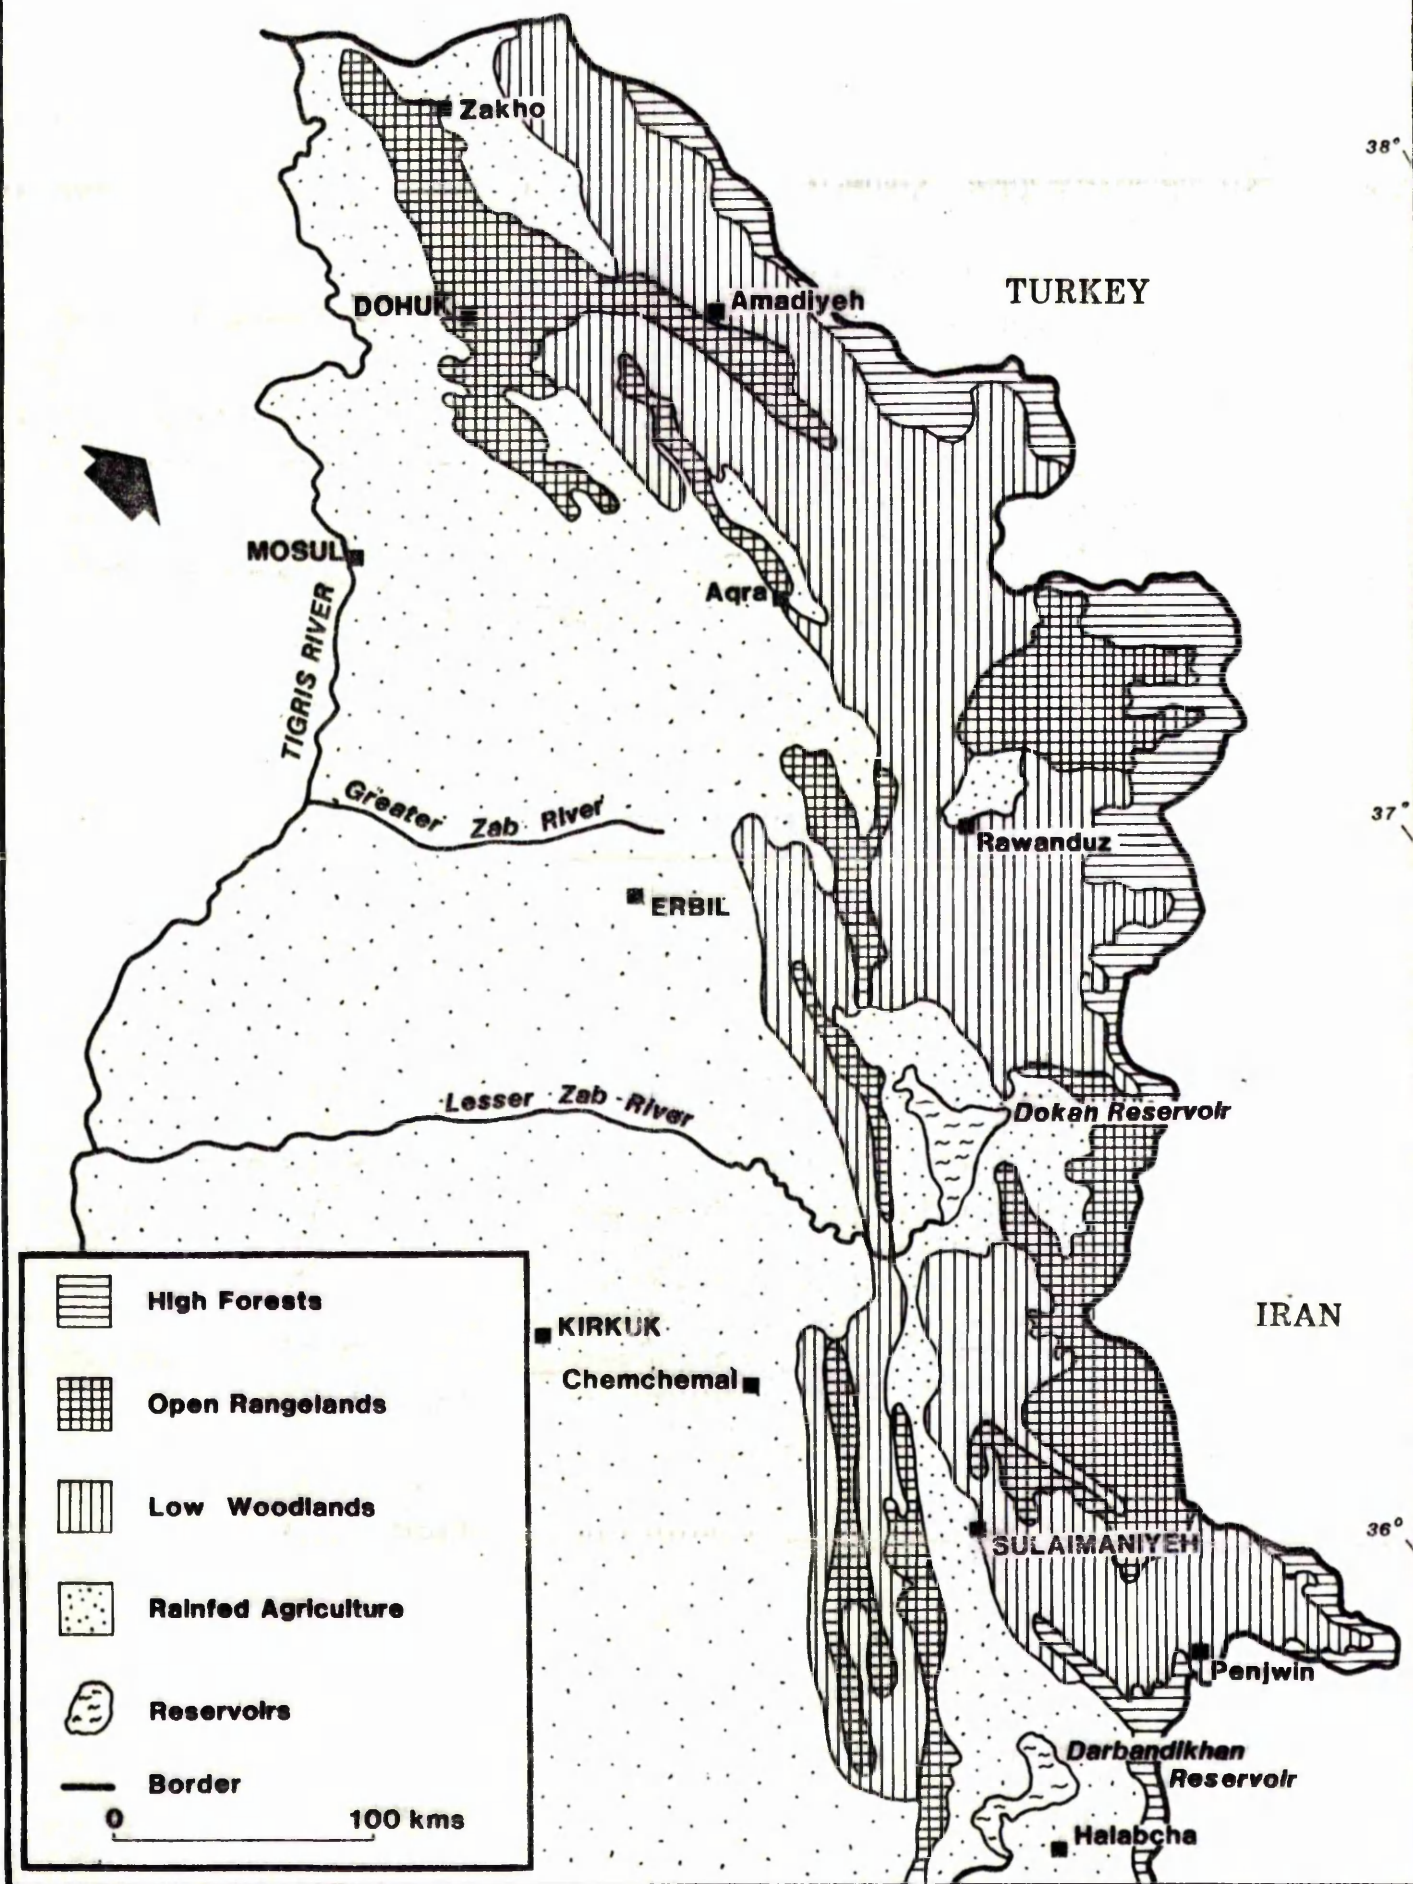 Zakho
38°
TURKEY
Amadiyeh
DOHUK
MOSUL
Aqra
TIGRIS RIVER
Greater Zab River
37°
Rawanduz
ERBIL
Lesser Zab River
Dokan Reservoir
IRAN
KIRKUK
Chemchemal
36°
SULAIMANIYEH
Penjwin
Darbandikhan
Reservoir
Halabcha
High Forests
Open Rangelands
Low Woodlands
Rainfed Agriculture
Reservoirs
Border
0 100 kms